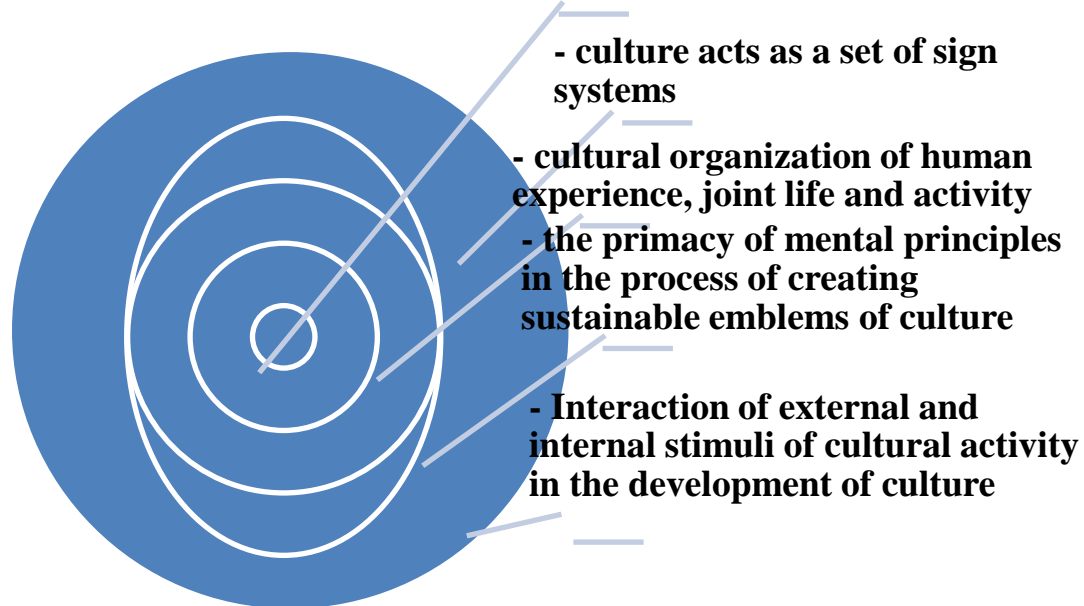 - culture acts as a set of sign
systems
- cultural organization of human
experience, joint life and activity
- the primacy of mental principles
in the process of creating
sustainable emblems of culture
- Interaction of external and
internal stimuli of cultural activity
in the development of culture